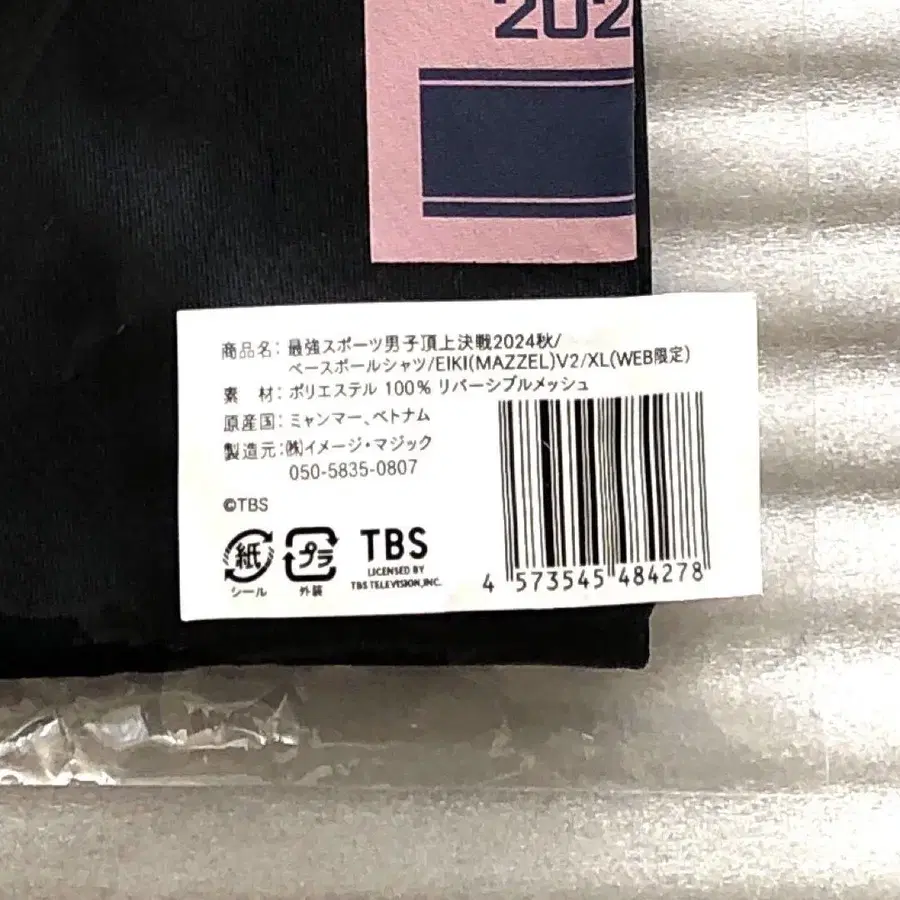 202
商品名: 最強スポーツ男子頂上決戦2024秋/
ベースボールシャツ/EIKI(MAZZEL)V2/XL(WEB限定)
素 材: ポリエステル 100% リバーシブルメッシュ
原産国: ミャンマー、ベトナム
製造元: ㈱イメージ・マジック
050-5835-0807
©TBS
紙
シール
プラ
外装
TBS
LICENSED BY
TBS TELEVISION, INC.
4 573545 484278